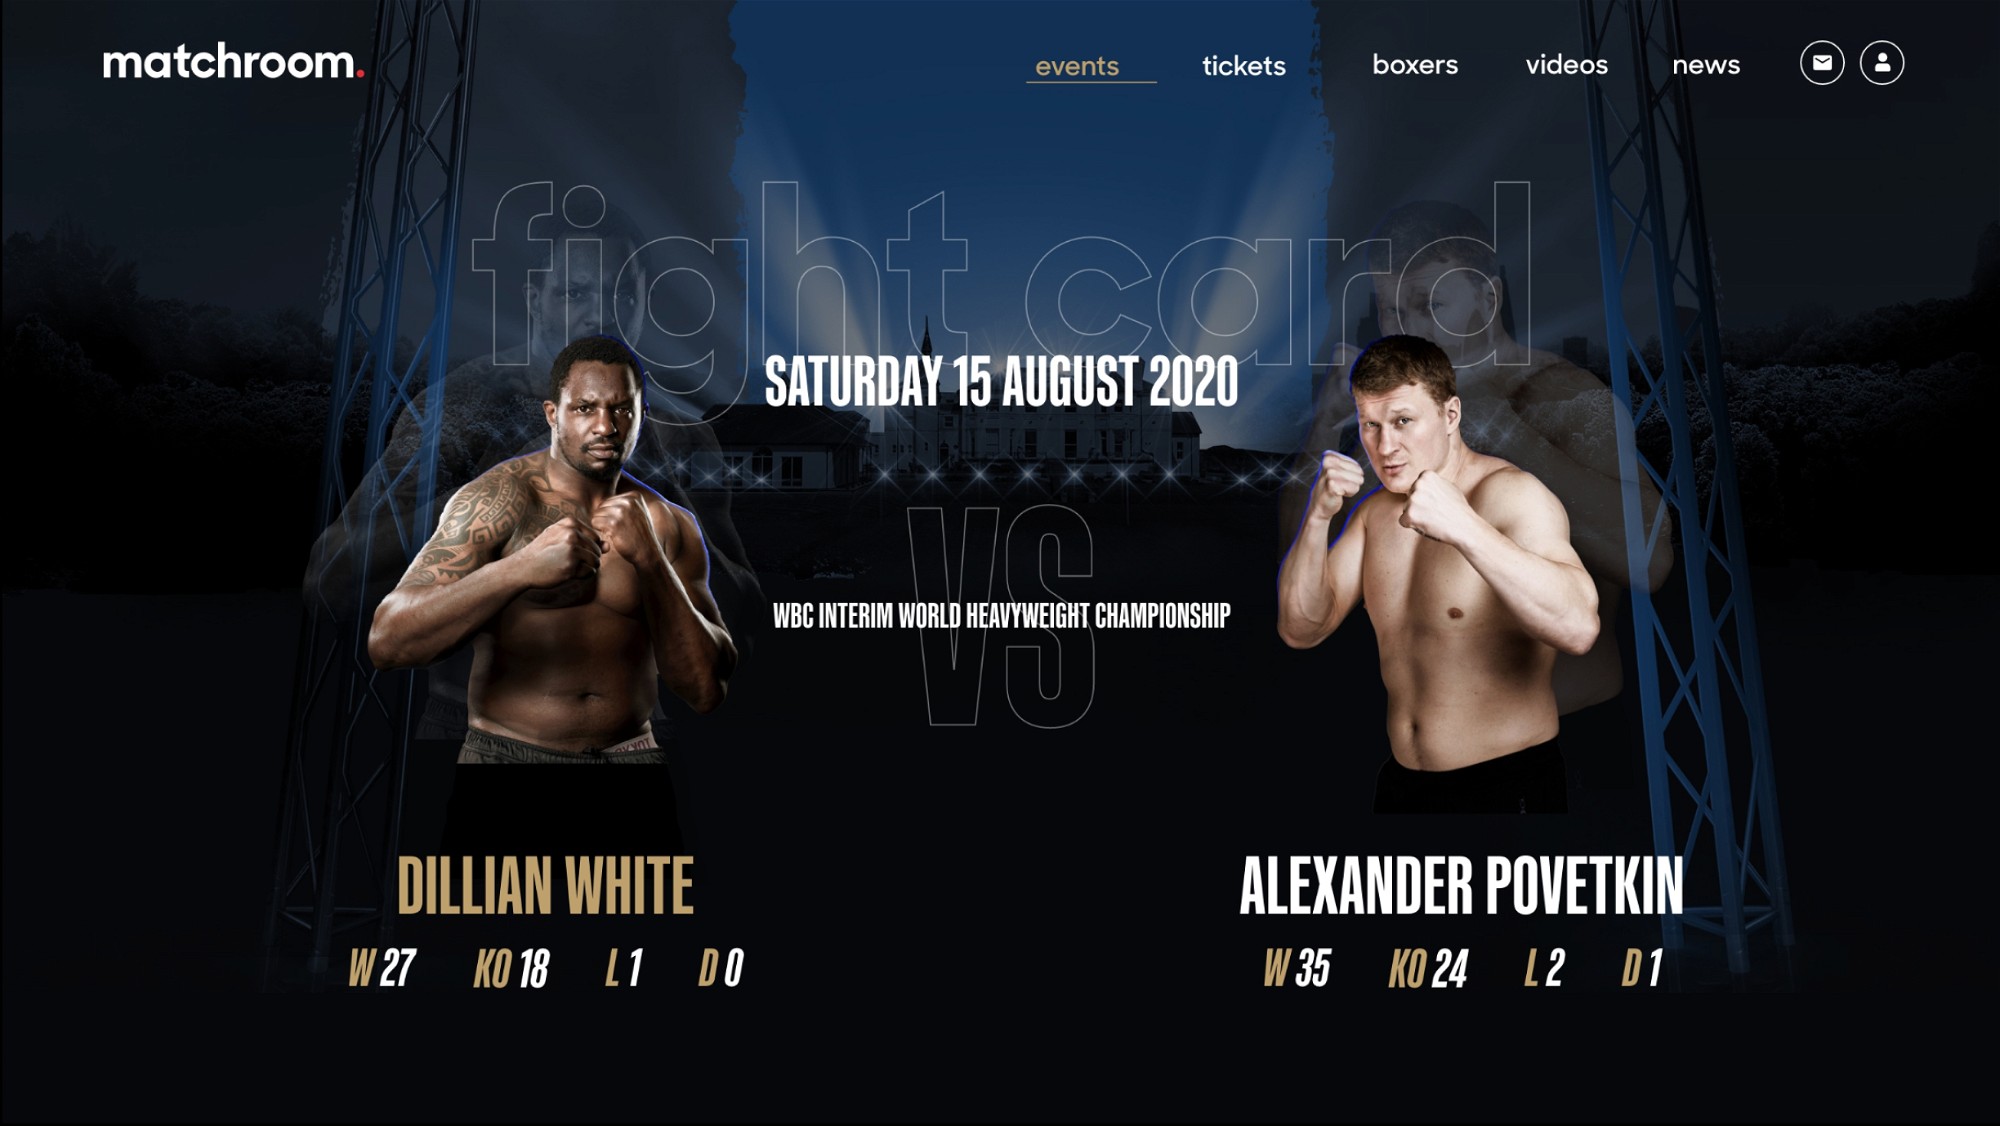 matchroom.
events tickets boxers videos news
fight card
SATURDAY 15 AUGUST 2020
VS
WBC INTERIM WORLD HEAVYWEIGHT CHAMPIONSHIP
DILLIAN WHITE
W 27 KO 18 L 1 D 0
ALEXANDER POVETKIN
W 35 KO 24 L 2 D 1